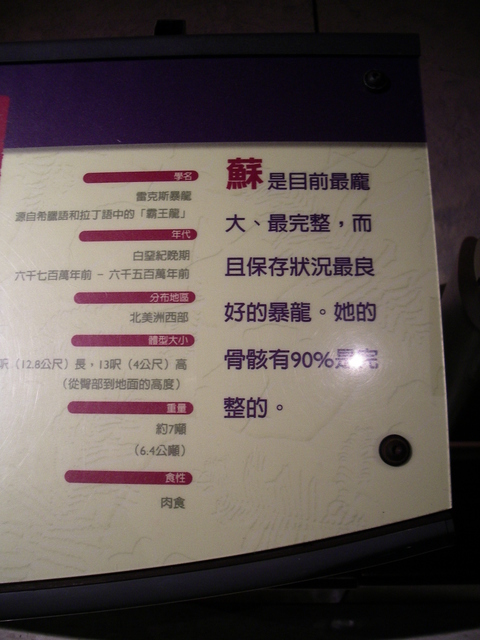 學名
雷克斯暴龍
源自希臘語和拉丁語中的「霸王龍」
年代
白堊紀晚期
六千七百萬年前 - 六千五百萬年前
分布地區
北美洲西部
體型大小
呎（12.8公尺）長，13呎（4公尺）高
（從臀部到地面的高度）
重量
約7噸
（6.4公噸）
食性
肉食
蘇是目前最龐
大、最完整，而
且保存狀況最良
好的暴龍。她的
骨骸有90%是完
整的。